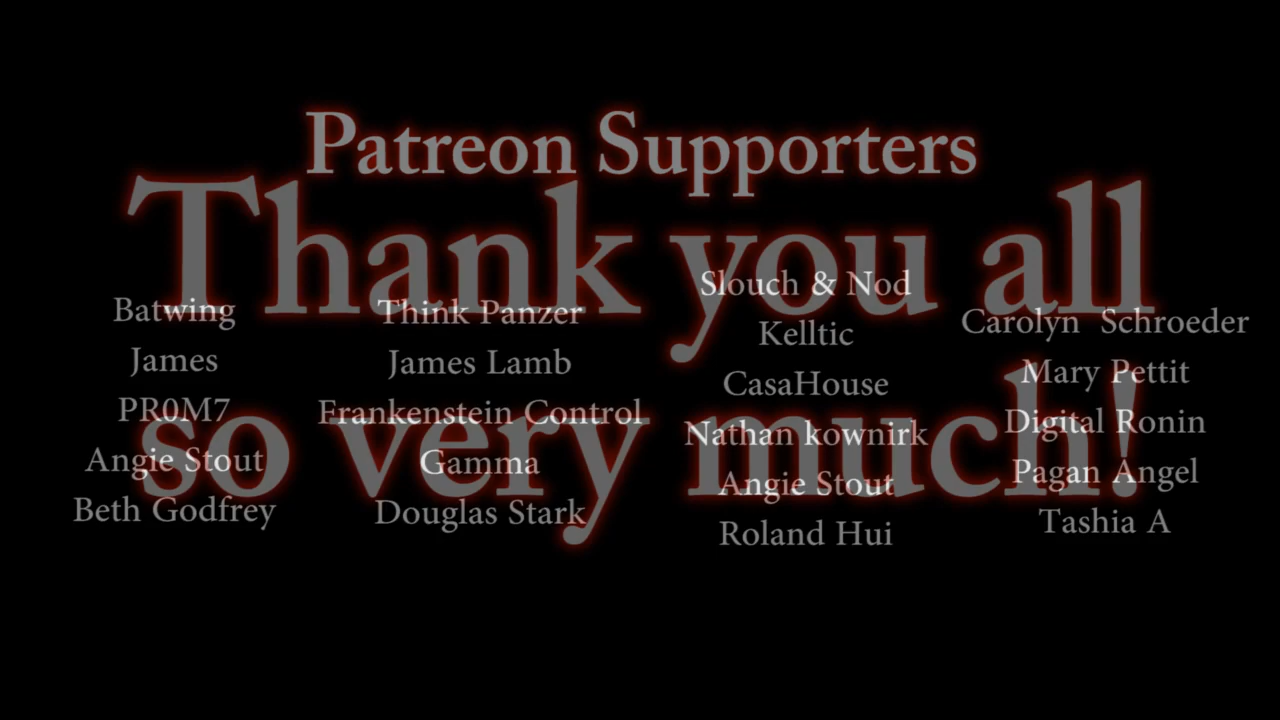 Patreon Supporters
Thank you all
so very much!
Batwing
James
PR0M7
Angie Stout
Beth Godfrey
Think Panzer
James Lamb
Frankenstein Control
Gamma
Douglas Stark
Slouch & Nod
Kelltic
CasaHouse
Nathan kownirk
Angie Stout
Roland Hui
Carolyn  Schroeder
Mary Pettit
Digital Ronin
Pagan Angel
Tashia A